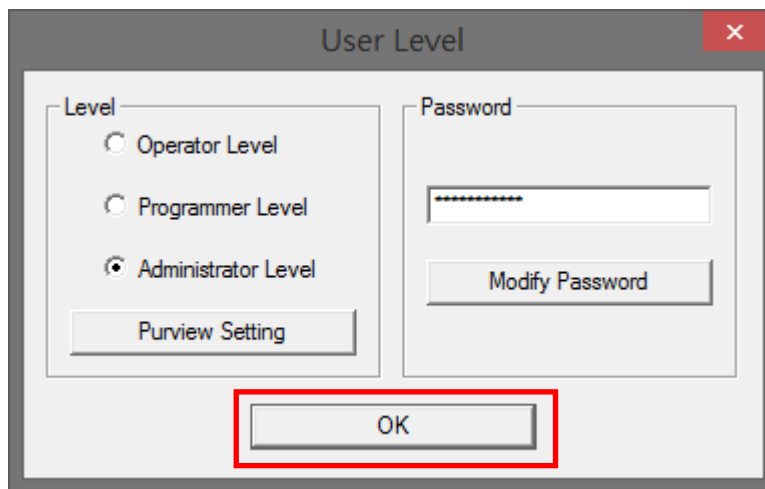 User Level
Level
Operator Level
Programmer Level
Administrator Level
Purview Setting
Password
***********
Modify Password
OK